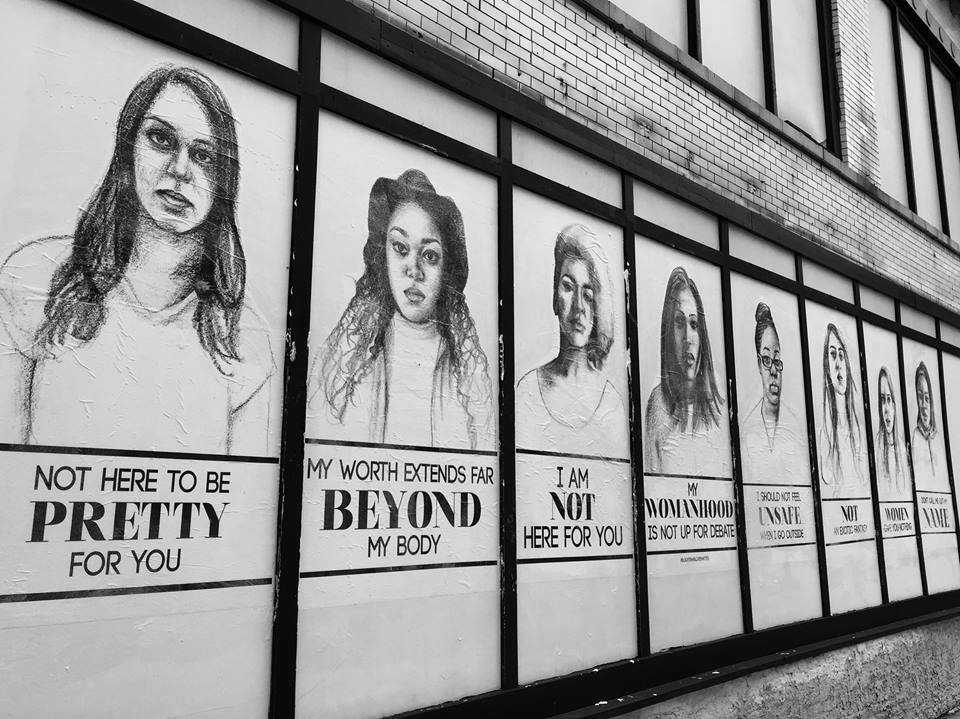 NOT HERE TO BE
PRETTY
FOR YOU
MY WORTH EXTENDS FAR
BEYOND
MY BODY
I AM
NOT
HERE FOR YOU
MY
WOMANHOOD
IS NOT UP FOR DEBATE
I SHOULD NOT FEEL
UNSAFE
WHEN I GO OUTSIDE
NOT
AN EXOTIC FANTASY
WOMEN
YOU NOTHING
DON'T CALL ME OUT MY
NAME